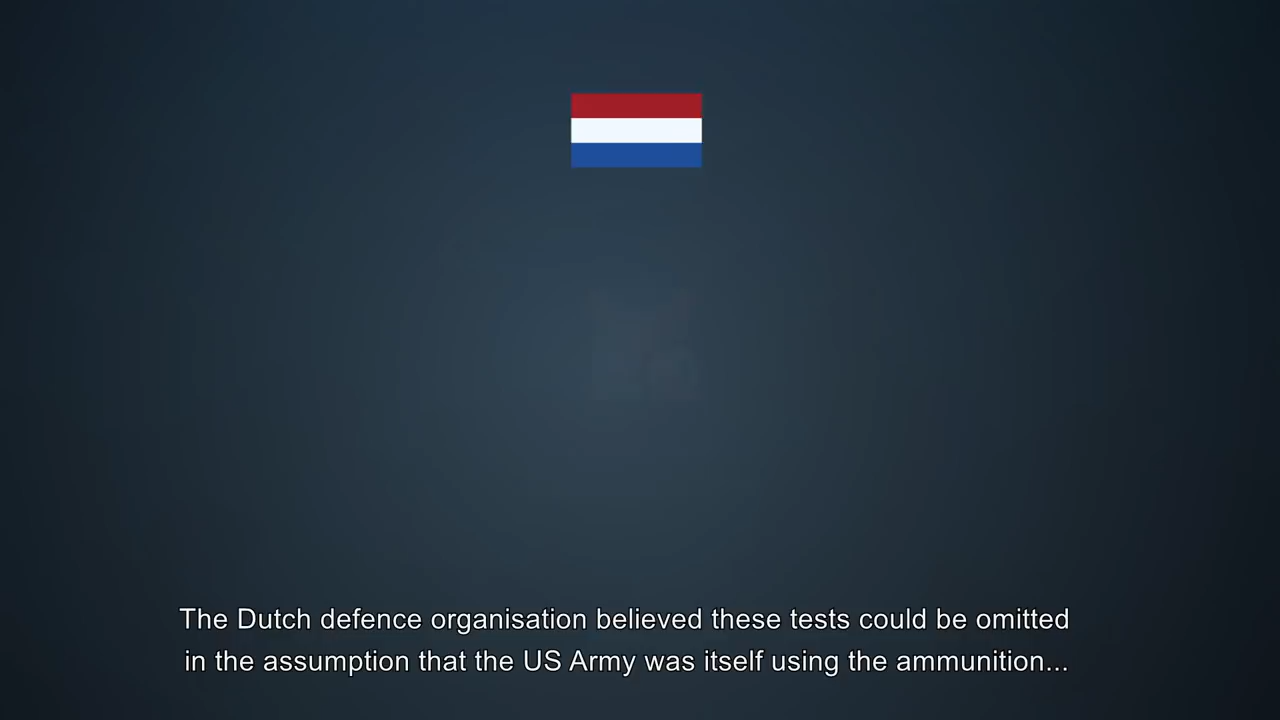 The Dutch defence organisation believed these tests could be omitted
in the assumption that the US Army was itself using the ammunition...